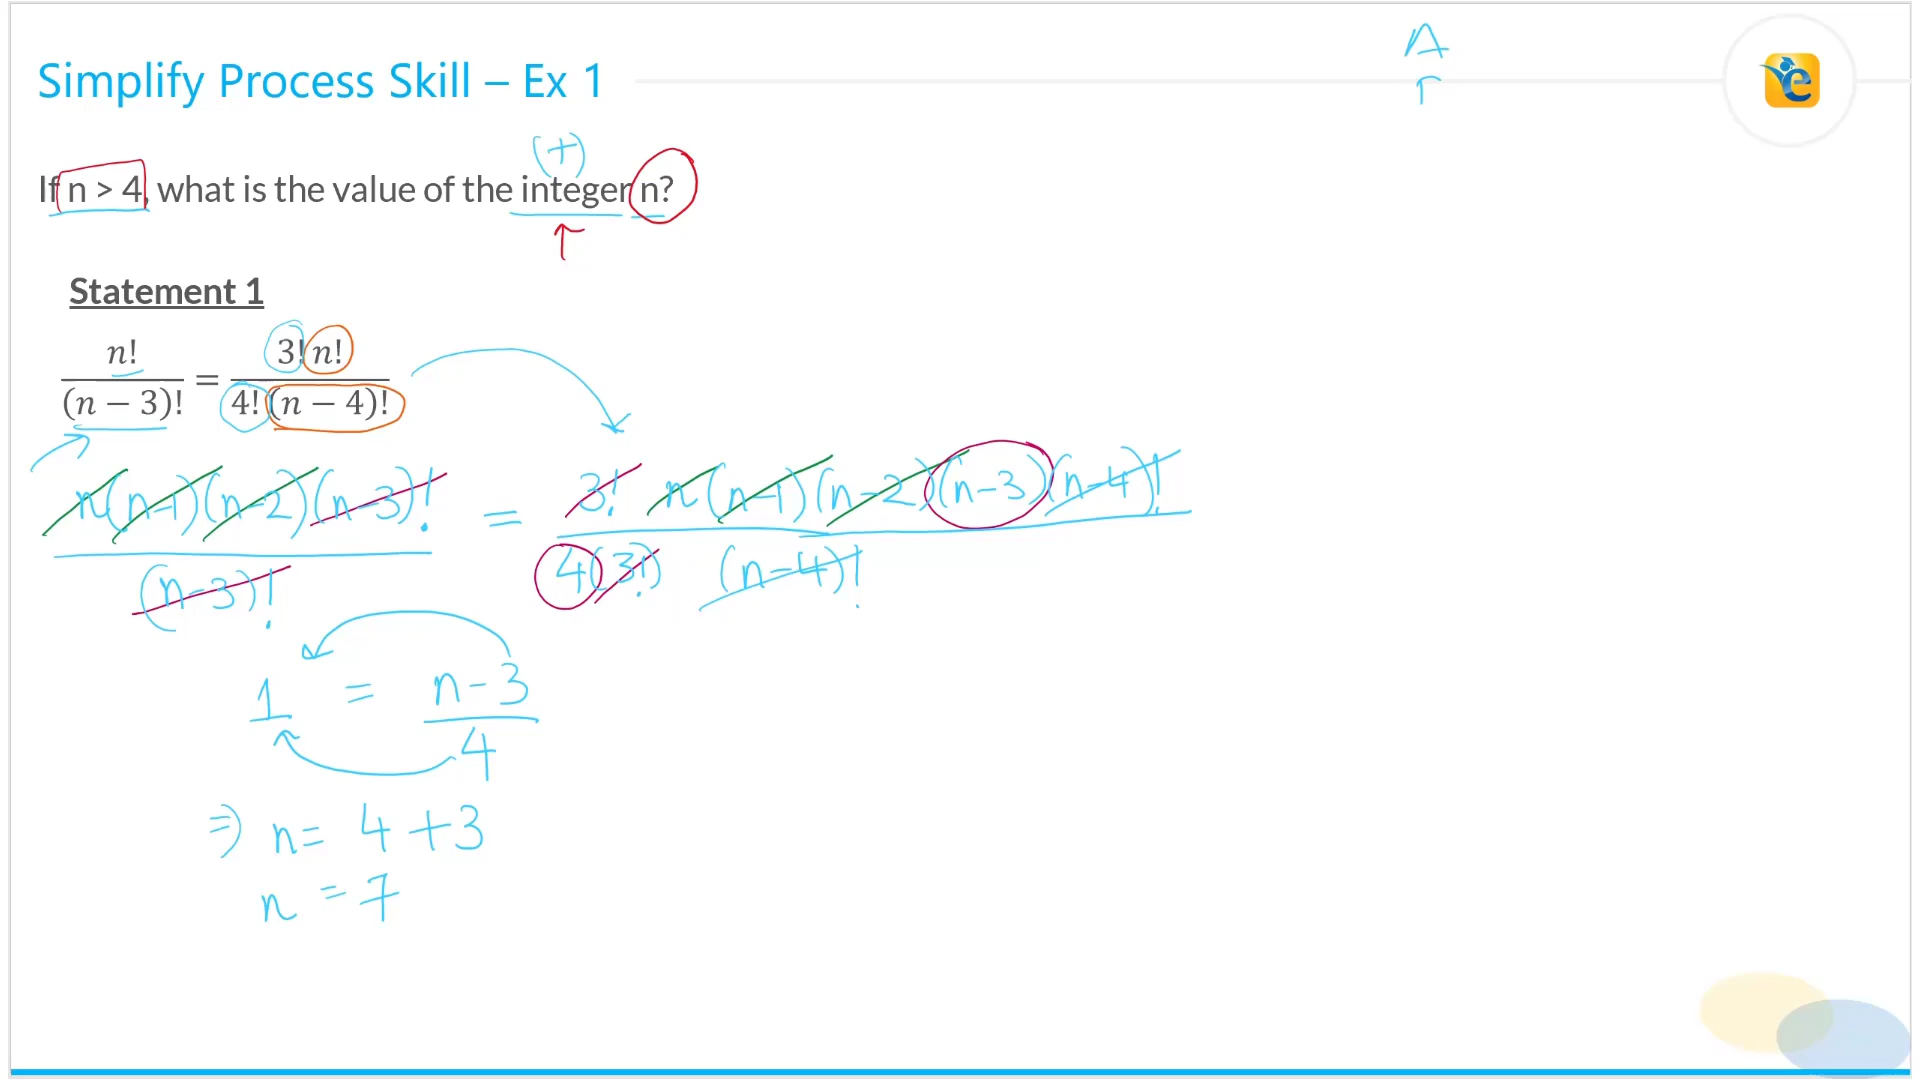 A
Simplify Process Skill – Ex 1
e
(+)
If n > 4, what is the value of the integer n?
Statement 1
n!/(n − 3)! = 3! n!/4! (n − 4)!
n(n-1)(n-2)(n-3)!/(n-3)! = 3! n(n-1)(n-2)(n-3)(n-4)!/4(3!) (n-4)!
1 = n-3/4
⇒ n = 4 + 3
n = 7